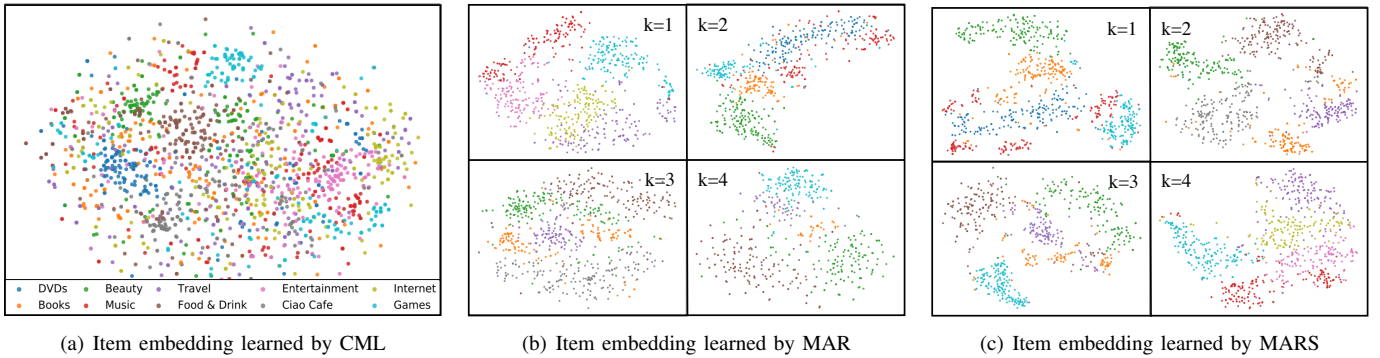 DVDs Beauty Travel Entertainment Internet
Books Music Food & Drink Ciao Cafe Games
(a) Item embedding learned by CML
k=1 k=2
k=3 k=4
(b) Item embedding learned by MAR
k=1 k=2
k=3 k=4
(c) Item embedding learned by MARS